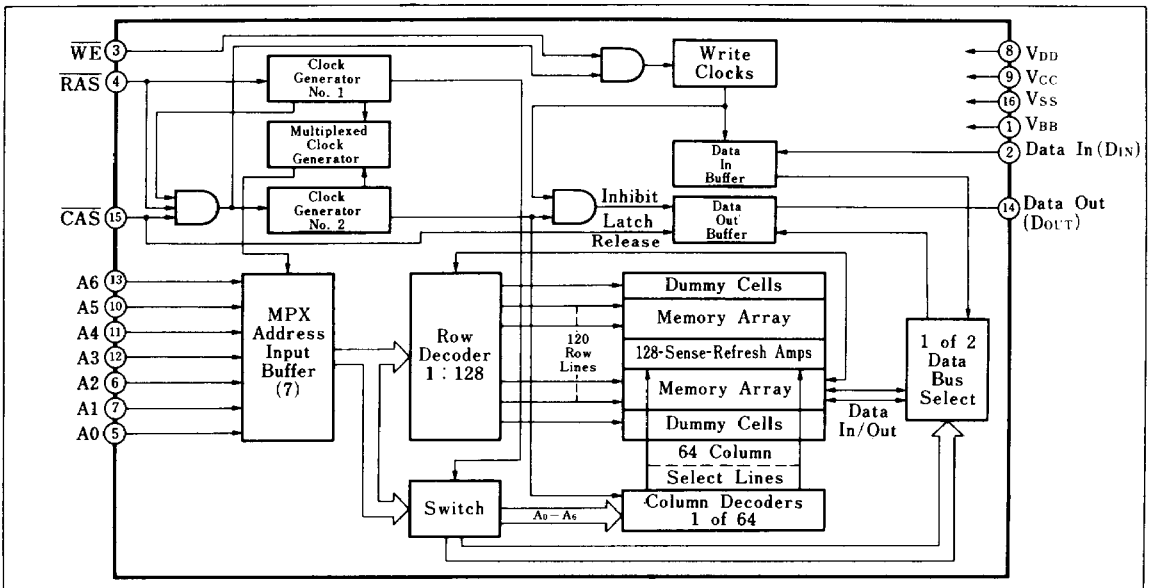 WE 3
RAS 4
CAS 15
A6 13
A5 10
A4 11
A3 12
A2 6
A1 7
A0 5
Clock
Generator
No. 1
Multiplexed
Clock
Generator
Clock
Generator
No. 2
Write
Clocks
Data
In
Buffer
Inhibit
Latch
Release
Data
Out
Buffer
8 VDD
9 VCC
16 VSS
1 VBB
2 Data In (DIN)
14 Data Out
(DOUT)
MPX
Address
Input
Buffer
(7)
Row
Decoder
1 : 128
120
Row
Lines
Dummy Cells
Memory Array
128-Sense-Refresh Amps
Memory Array
Dummy Cells
64 Column
Select Lines
Column Decoders
1 of 64
Data
In/Out
1 of 2
Data
Bus
Select
Switch
A0–A6